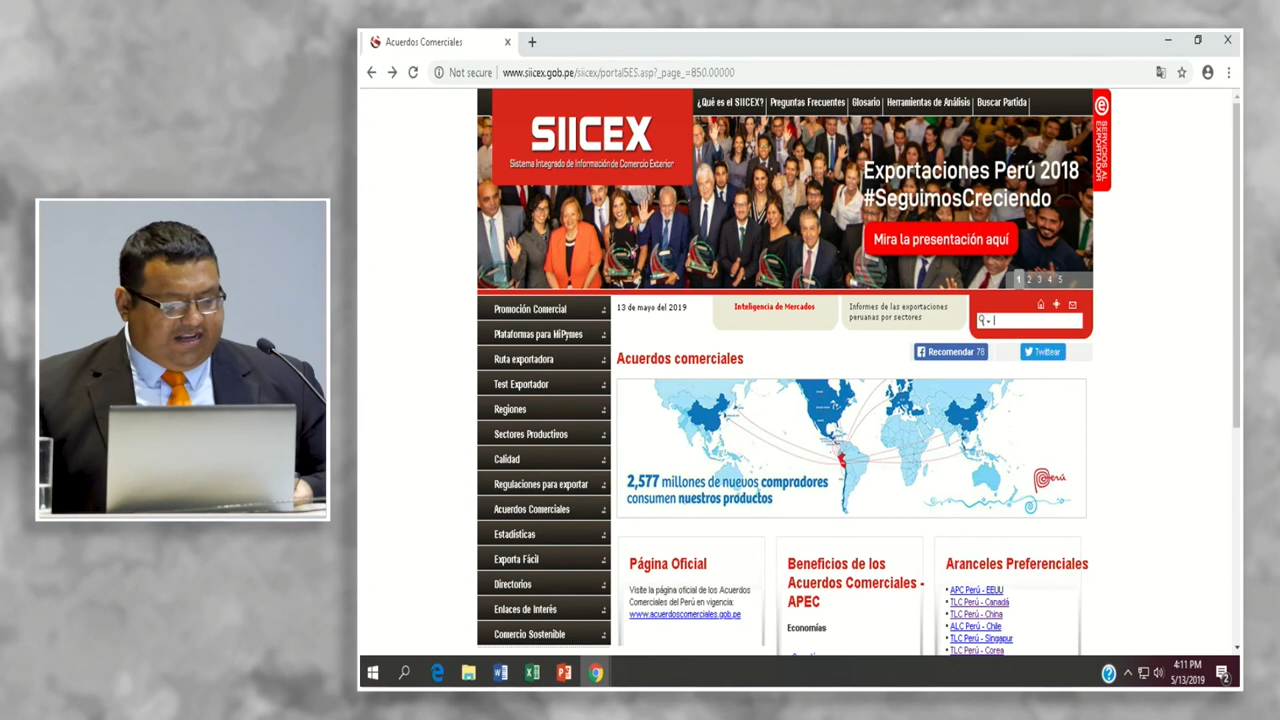 Acuerdos Comerciales
Not secure | www.siicex.gob.pe/siicex/portal5ES.asp?_page_=850.00000
¿Qué es el SIICEX? | Preguntas Frecuentes | Glosario | Herramientas de Análisis | Buscar Partida |
SIICEX
Sistema Integrado de Información de Comercio Exterior
Exportaciones Perú 2018
#SeguimosCreciendo
Mira la presentación aquí
1 2 3 4 5
SERVICIOS AL
EXPORTADOR
Promoción Comercial
Plataformas para MiPymes
Ruta exportadora
Test Exportador
Regiones
Sectores Productivos
Calidad
Regulaciones para exportar
Acuerdos Comerciales
Estadísticas
Exporta Fácil
Directorios
Enlaces de Interés
Comercio Sostenible
13 de mayo del 2019
Inteligencia de Mercados
Informes de las exportaciones
peruanas por sectores
Recomendar 78
Twittear
Acuerdos comerciales
2,577 millones de nuevos compradores
consumen nuestros productos
Perú
Página Oficial
Visite la página oficial de los Acuerdos
Comerciales del Perú en vigencia:
www.acuerdoscomerciales.gob.pe
Beneficios de los
Acuerdos Comerciales -
APEC
Economías
Aranceles Preferenciales
• APC Perú - EEUU
• TLC Perú - Canadá
• TLC Perú - China
• ALC Perú - Chile
• TLC Perú - Singapur
• TLC Perú - Corea
4:11 PM
5/13/2019
2